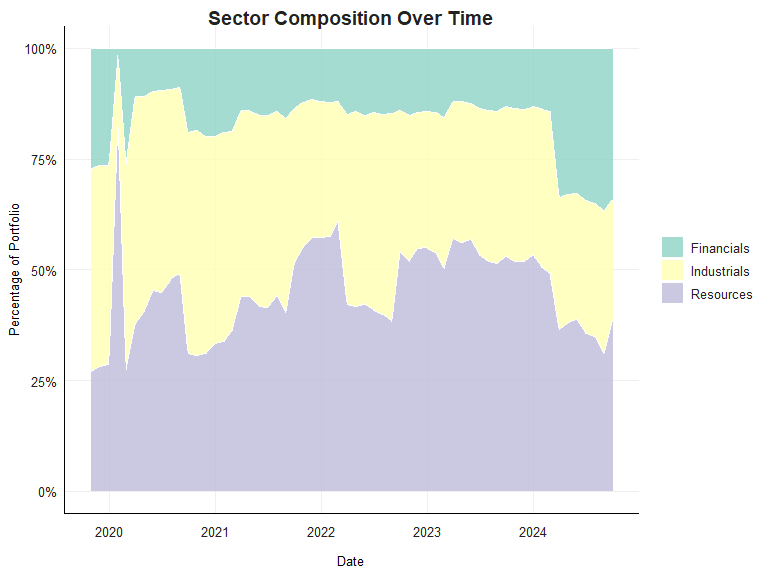 Sector Composition Over Time
100%
75%
50%
25%
0%
Percentage of Portfolio
2020
2021
2022
2023
2024
Date
Financials
Industrials
Resources